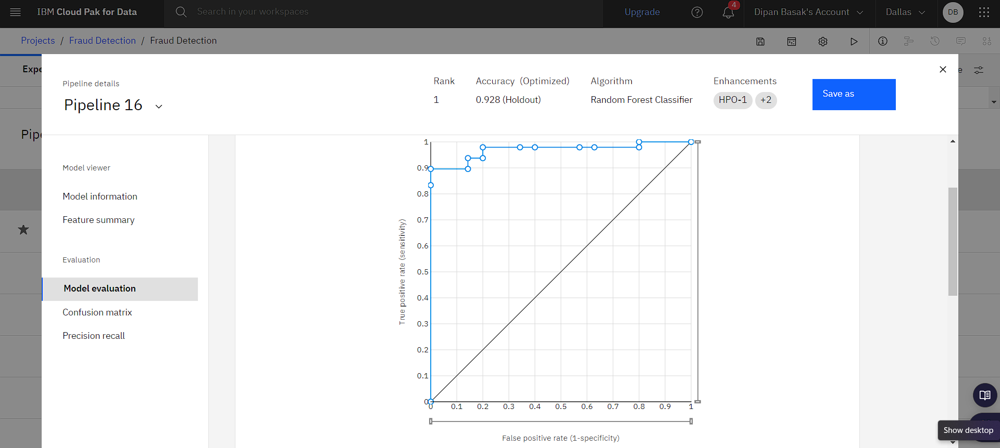 IBM Cloud Pak for Data
Search in your workspaces
Upgrade
4
Dipan Basak's Account
Dallas
DB
Projects / Fraud Detection / Fraud Detection
Expe
e
Pipeline details
Pipeline 16
Rank
1
Accuracy (Optimized)
0.928 (Holdout)
Algorithm
Random Forest Classifier
Enhancements
HPO-1 +2
Save as
Pipe
Model viewer
Model information
Feature summary
Evaluation
Model evaluation
Confusion matrix
Precision recall
True positive rate (sensitivity)
1
0.9
0.8
0.7
0.6
0.5
0.4
0.3
0.2
0.1
0
0 0.1 0.2 0.3 0.4 0.5 0.6 0.7 0.8 0.9 1
False positive rate (1-specificity)
Show desktop